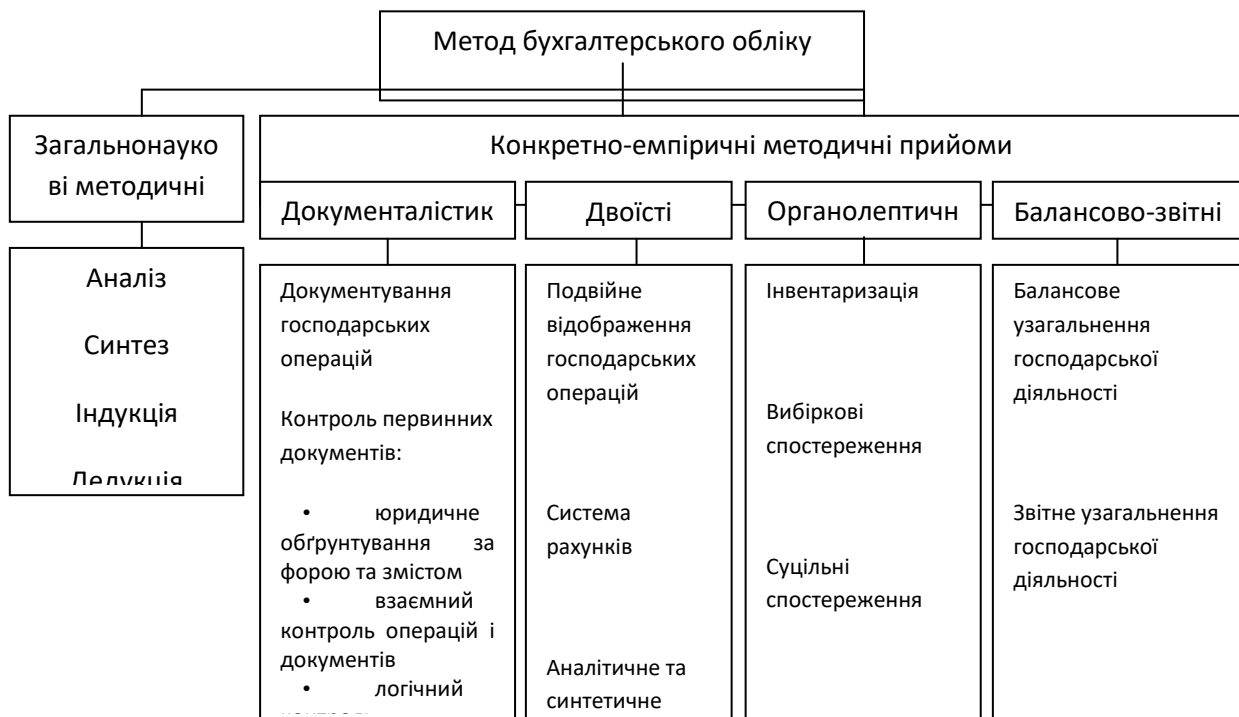 Метод бухгалтерського обліку
Загальнауко
ві методичні
Конкретно-емпіричні методичні прийоми
Документалістик
Двоїсті
Органолептичн
Балансово-звітні
Аналіз
Синтез
Індукція
Дедукція
Документування
господарських
операцій
Контроль первинних
документів:
• юридичне
обґрунтування за
форою та змістом
• взаємний
контроль операцій і
документів
• логічний
Подвійне
відображення
господарських
операцій
Система
рахунків
Аналітичне та
синтетичне
Інвентаризація
Вибіркові
спостереження
Суцільні
спостереження
Балансове
узагальнення
господарської
діяльності
Звітне узагальнення
господарської
діяльності